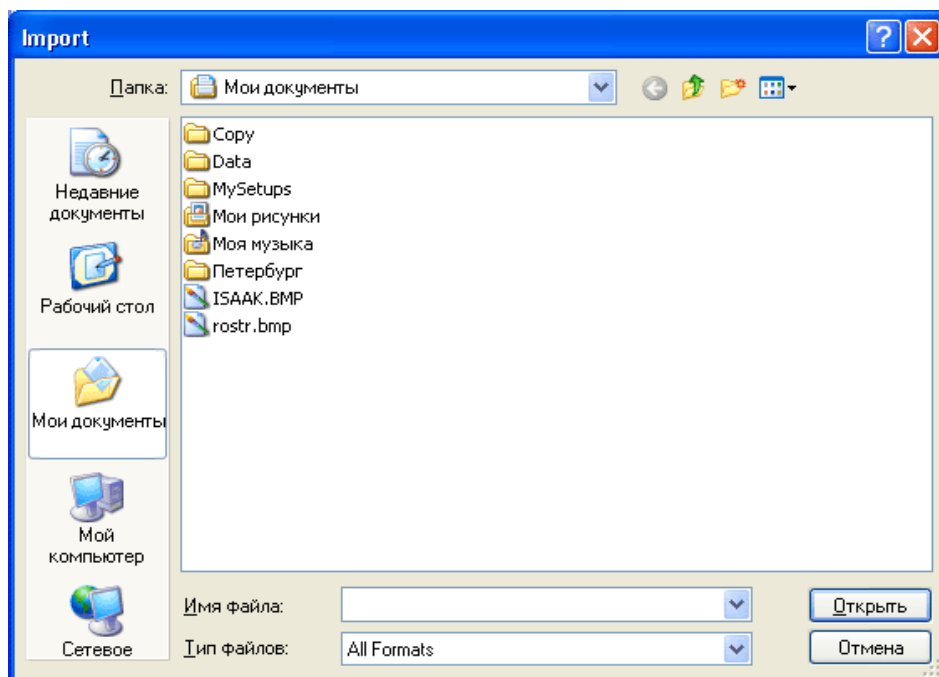 Import
Папка:
Мои документы
Недавние
документы
Рабочий стол
Мои документы
Мой
компьютер
Сетевое
Copy
Data
MySetups
Мои рисунки
Моя музыка
Петербург
ISAAK.BMP
rostr.bmp
Имя файла:
Открыть
Тип файлов:
All Formats
Отмена